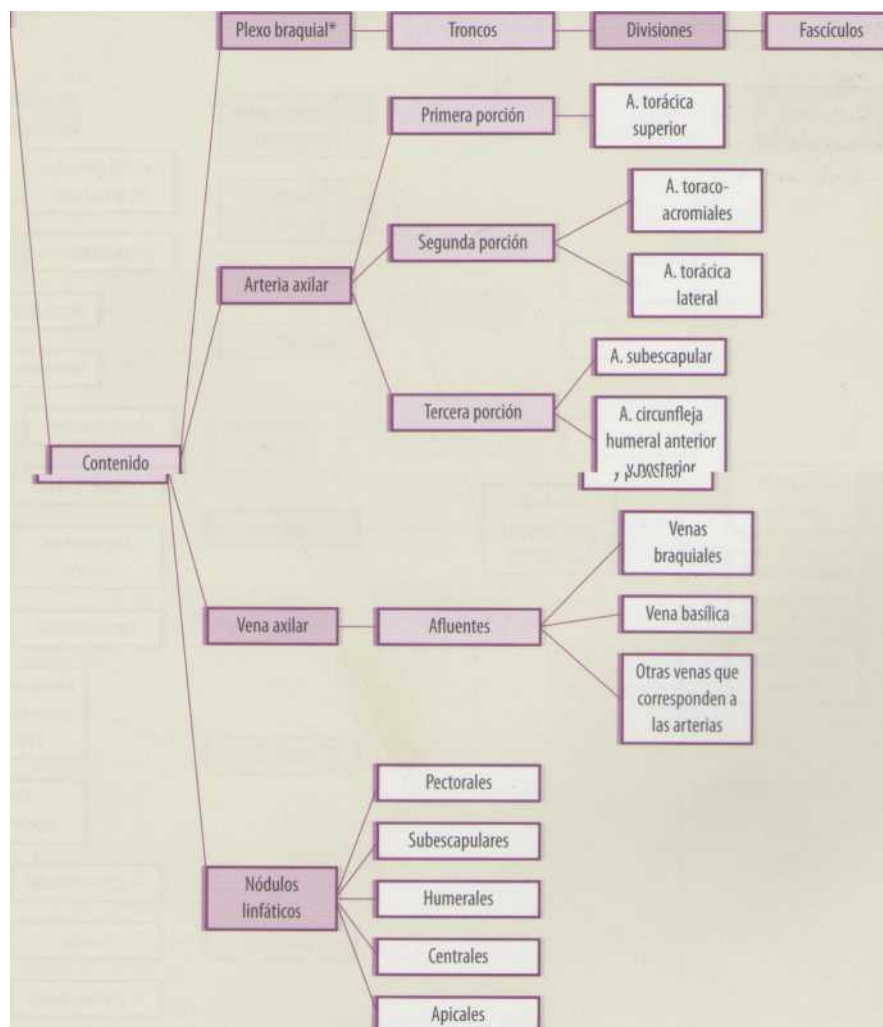 Plexo braquial*
Troncos
Divisiones
Fascículos
Primera porción
A. torácica
superior
Segunda porción
A. toraco-
acromiales
A. torácica
lateral
Arteria axilar
Tercera porción
A. subescapular
A. circunfleja
humeral anterior
y posterior
Contenido
Vena axilar
Afluentes
Venas
braquiales
Vena basílica
Otras venas que
corresponden a
las arterias
Nódulos
linfáticos
Pectorales
Subescapulares
Humerales
Centrales
Apicales